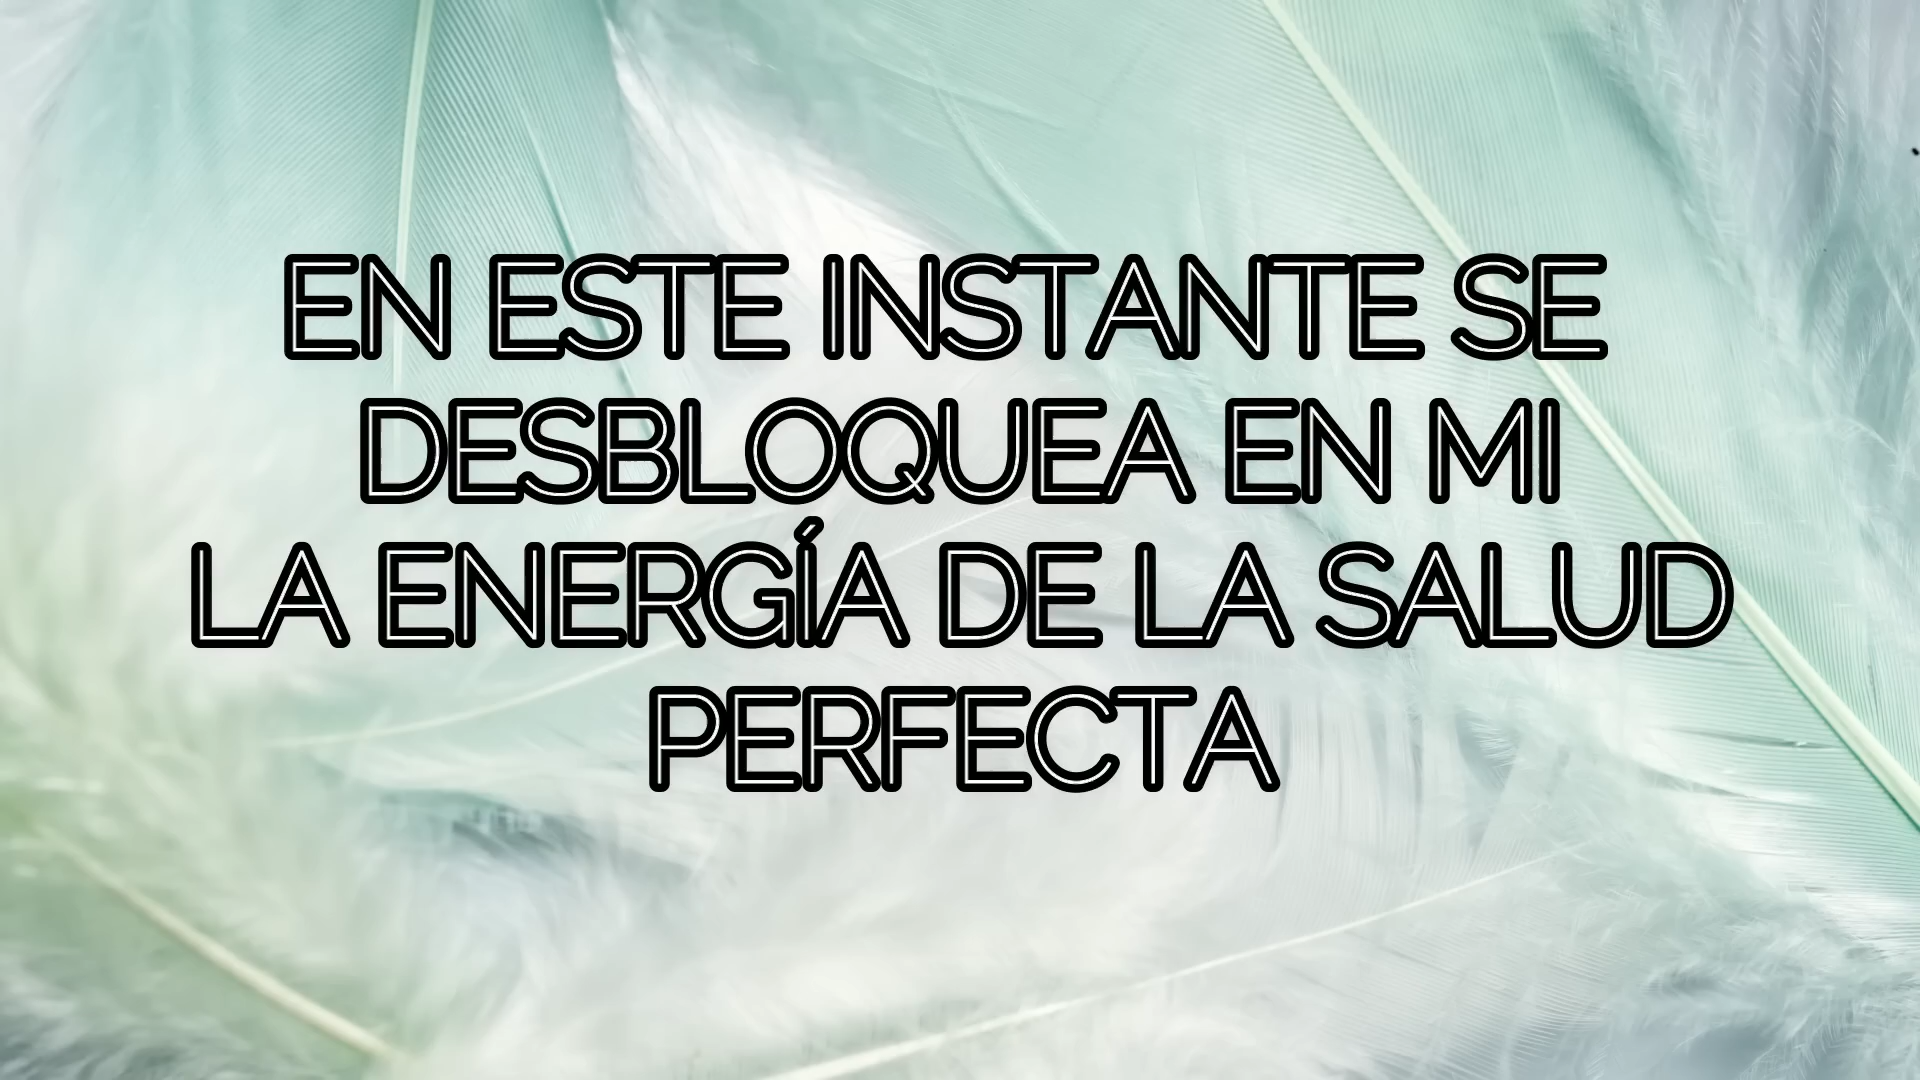 EN ESTE INSTANTE SE
DESBLOQUEA EN MI
LA ENERGÍA DE LA SALUD
PERFECTA